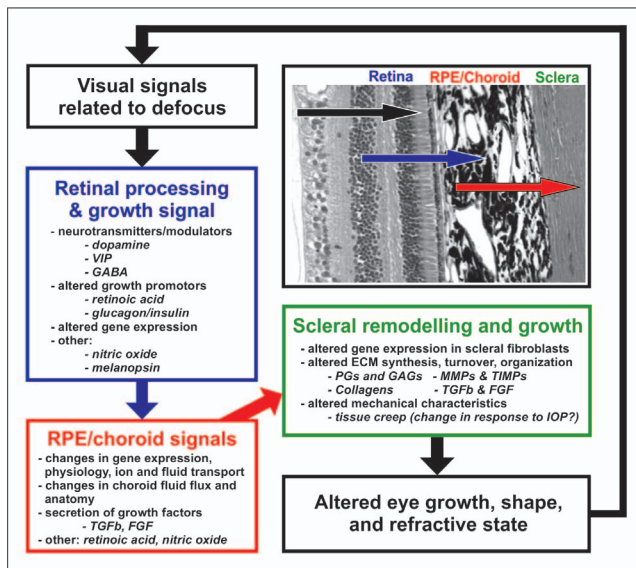 Visual signals
related to defocus
Retinal processing
& growth signal
- neurotransmitters/modulators
- dopamine
- VIP
- GABA
- altered growth promotors
- retinoic acid
- glucagon/insulin
- altered gene expression
- other:
- nitric oxide
- melanopsin
RPE/choroid signals
- changes in gene expression,
physiology, ion and fluid transport
- changes in choroid fluid flux and
anatomy
- secretion of growth factors
- TGFb, FGF
- other: retinoic acid, nitric oxide
Retina RPE/Choroid Sclera
Scleral remodelling and growth
- altered gene expression in scleral fibroblasts
- altered ECM synthesis, turnover, organization
- PGs and GAGs - MMPs & TIMPs
- Collagens - TGFb & FGF
- altered mechanical characteristics
- tissue creep (change in response to IOP?)
Altered eye growth, shape,
and refractive state